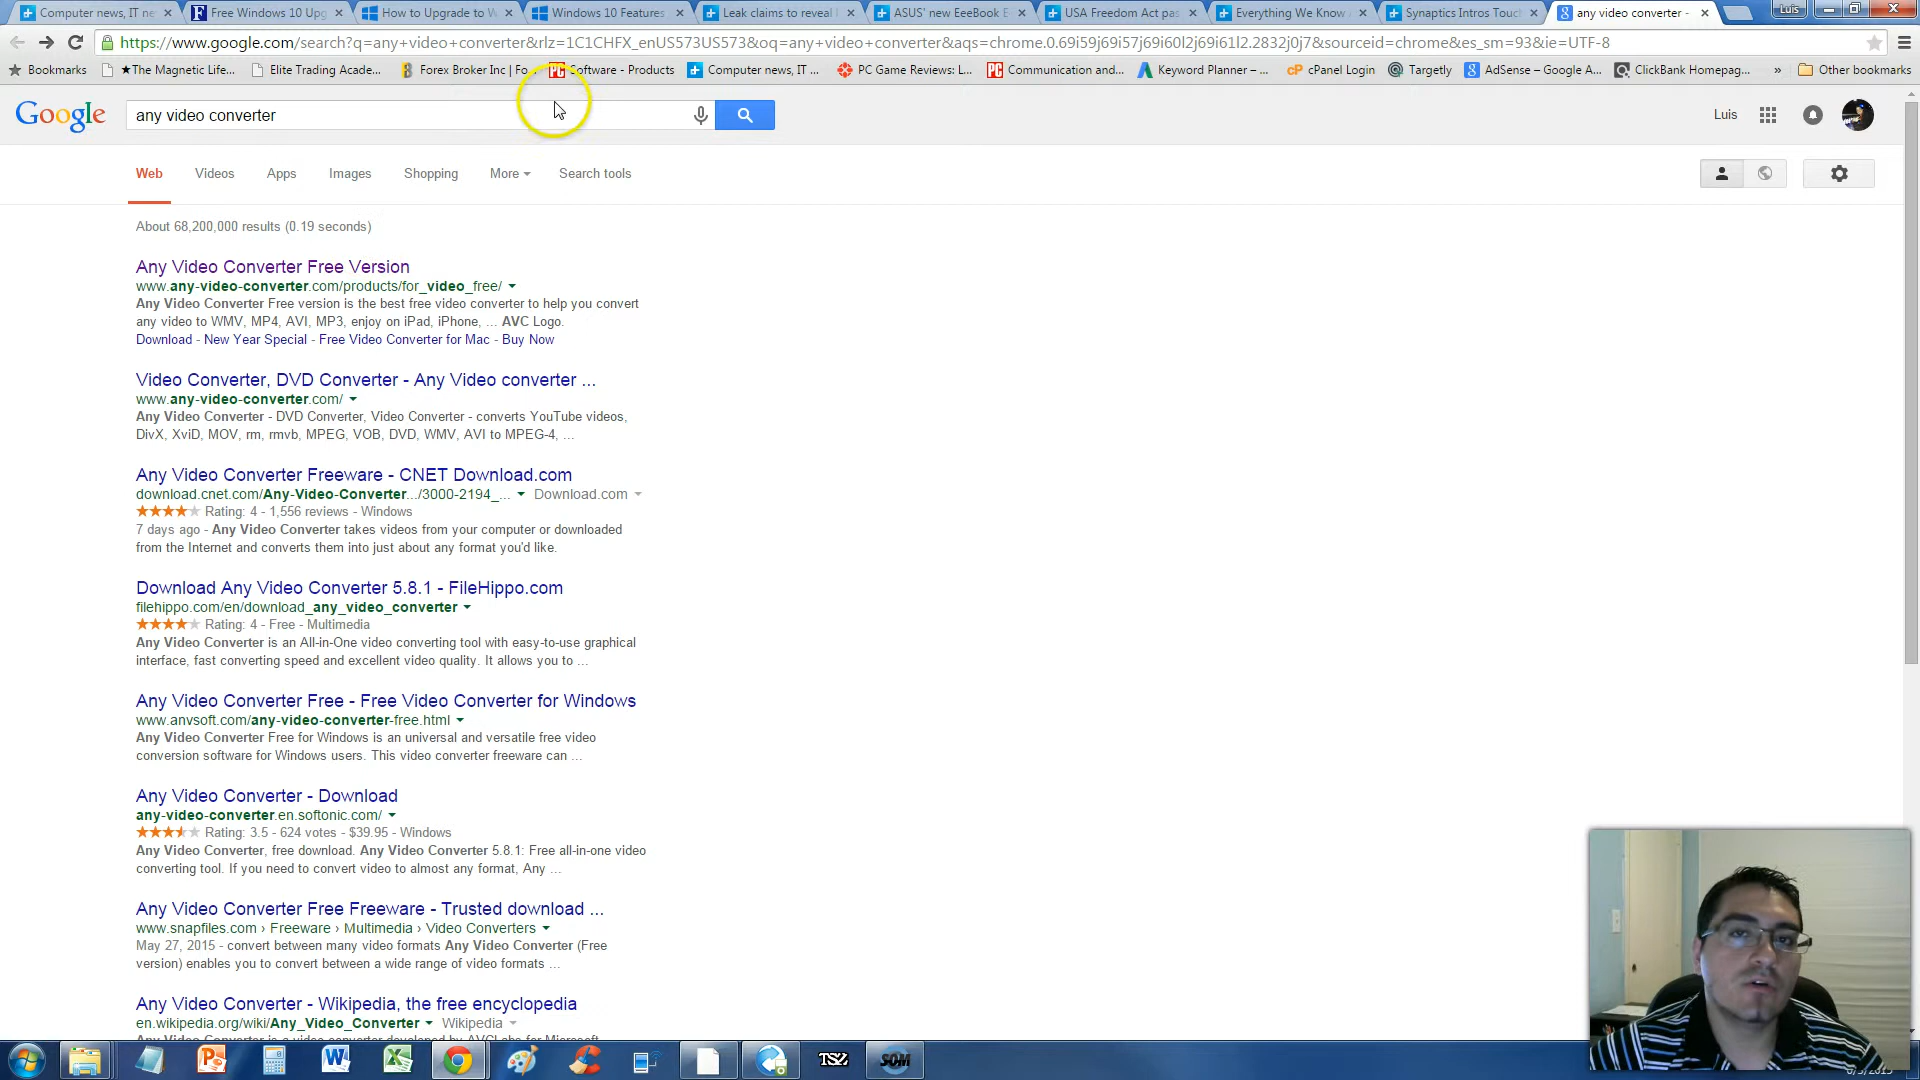 Computer news, IT ne
Free Windows 10 Upg
How to Upgrade to W
Windows 10 Features
Leak claims to reveal
ASUS' new EeeBook E
USA Freedom Act pas
Everything We Know
Synaptics Intros Touch
any video converter -
Luis
https://www.google.com/search?q=any+video+converter&rlz=1C1CHFX_enUS573US573&oq=any+video+converter&aqs=chrome.0.69i59j69i57j69i60l2j69i61l2.2832j0j7&sourceid=chrome&es_sm=93&ie=UTF-8
Bookmarks
★The Magnetic Life...
Elite Trading Acade...
Forex Broker Inc | Fo...
Software - Products
Computer news, IT ...
PC Game Reviews: L...
Communication and...
Keyword Planner – ...
cPanel Login
Targetly
AdSense – Google A...
ClickBank Homepag...
»
Other bookmarks
Google
any video converter
Luis
Web
Videos
Apps
Images
Shopping
More
Search tools
About 68,200,000 results (0.19 seconds)
Any Video Converter Free Version
www.any-video-converter.com/products/for_video_free/
Any Video Converter Free version is the best free video converter to help you convert
any video to WMV, MP4, AVI, MP3, enjoy on iPad, iPhone, ... AVC Logo.
Download - New Year Special - Free Video Converter for Mac - Buy Now
Video Converter, DVD Converter - Any Video converter ...
www.any-video-converter.com/
Any Video Converter - DVD Converter, Video Converter - converts YouTube videos,
DivX, XviD, MOV, rm, rmvb, MPEG, VOB, DVD, WMV, AVI to MPEG-4, ...
Any Video Converter Freeware - CNET Download.com
download.cnet.com/Any-Video-Converter.../3000-2194_... Download.com
Rating: 4 - 1,556 reviews - Windows
7 days ago - Any Video Converter takes videos from your computer or downloaded
from the Internet and converts them into just about any format you'd like.
Download Any Video Converter 5.8.1 - FileHippo.com
filehippo.com/en/download_any_video_converter
Rating: 4 - Free - Multimedia
Any Video Converter is an All-in-One video converting tool with easy-to-use graphical
interface, fast converting speed and excellent video quality. It allows you to ...
Any Video Converter Free - Free Video Converter for Windows
www.anvsoft.com/any-video-converter-free.html
Any Video Converter Free for Windows is an universal and versatile free video
conversion software for Windows users. This video converter freeware can ...
Any Video Converter - Download
any-video-converter.en.softonic.com/
Rating: 3.5 - 624 votes - $39.95 - Windows
Any Video Converter, free download. Any Video Converter 5.8.1: Free all-in-one video
converting tool. If you need to convert video to almost any format, Any ...
Any Video Converter Free Freeware - Trusted download ...
www.snapfiles.com › Freeware › Multimedia › Video Converters
May 27, 2015 - convert between many video formats Any Video Converter (Free
version) enables you to convert between a wide range of video formats ...
Any Video Converter - Wikipedia, the free encyclopedia
en.wikipedia.org/wiki/Any_Video_Converter Wikipedia
Any Video Converter is a video converter developed by AVCLabs for Microsoft
TSZ
SOM